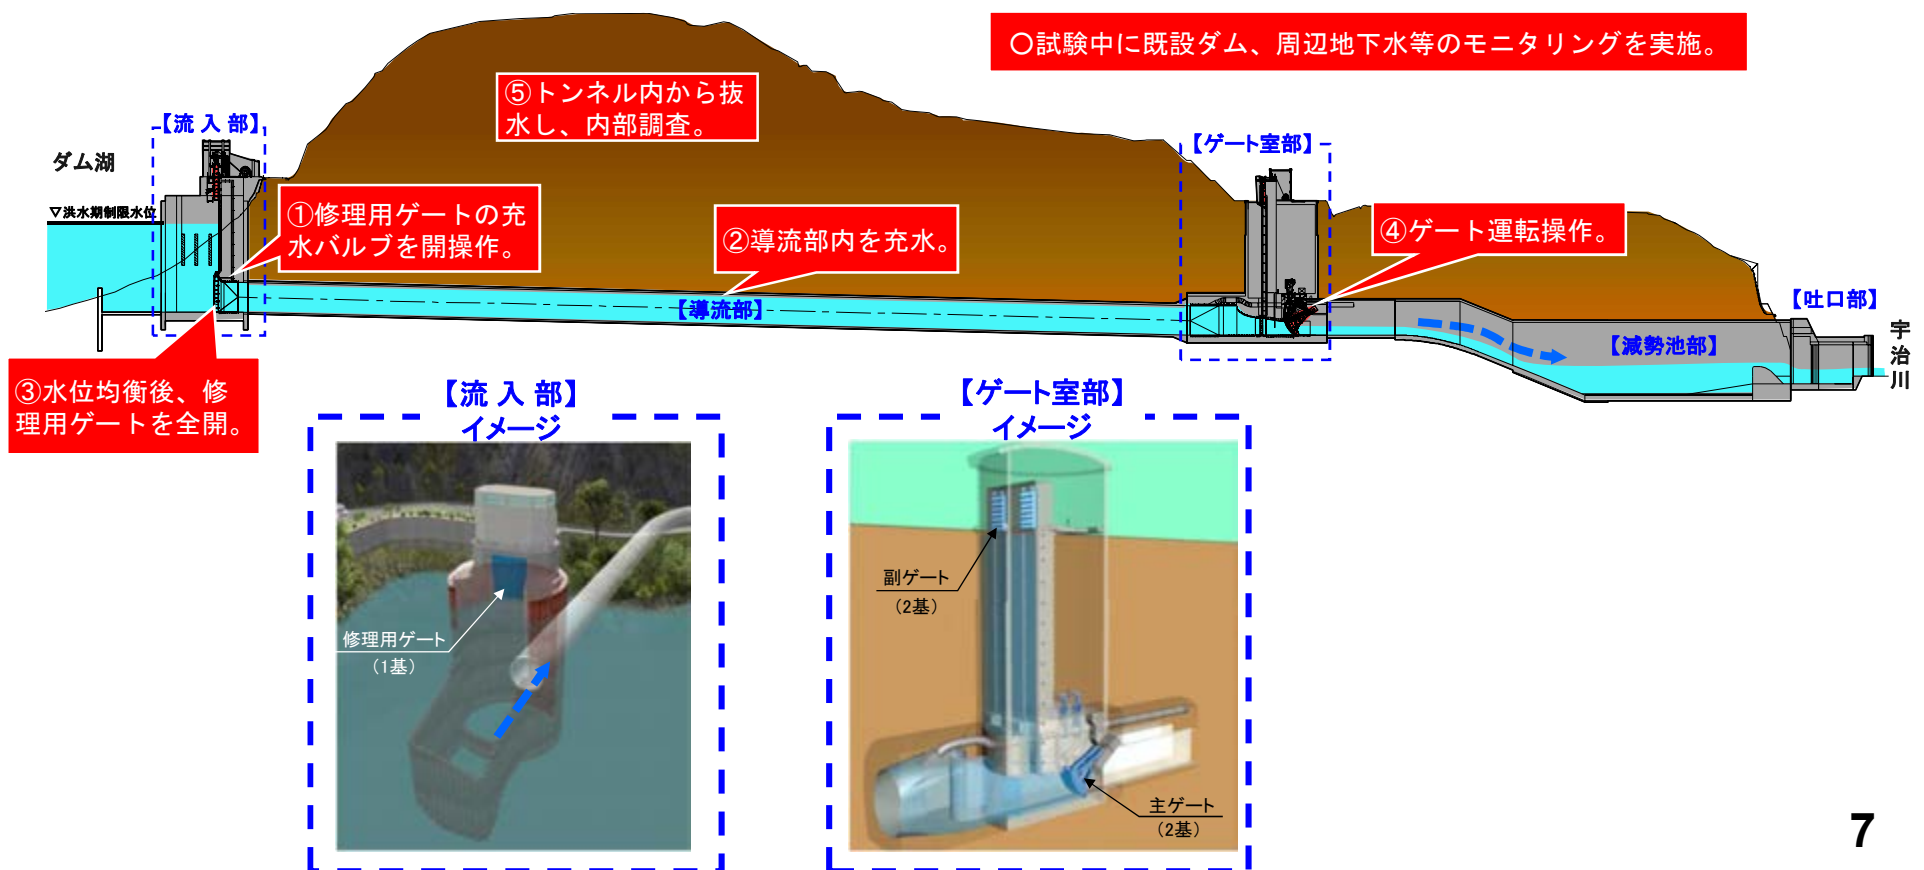 〇試験中に既設ダム、周辺地下水等のモニタリングを実施。
⑤トンネル内から抜
水し、内部調査。
【流入部】
【ゲート室部】
ダム湖
▽洪水期制限水位
①修理用ゲートの充
水バルブを開操作。
②導流部内を充水。
④ゲート運転操作。
【導流部】
【減勢池部】
【吐口部】
宇治川
③水位均衡後、修
理用ゲートを全開。
【流入部】
イメージ
修理用ゲート
(1基)
【ゲート室部】
イメージ
副ゲート
(2基)
主ゲート
(2基)
7